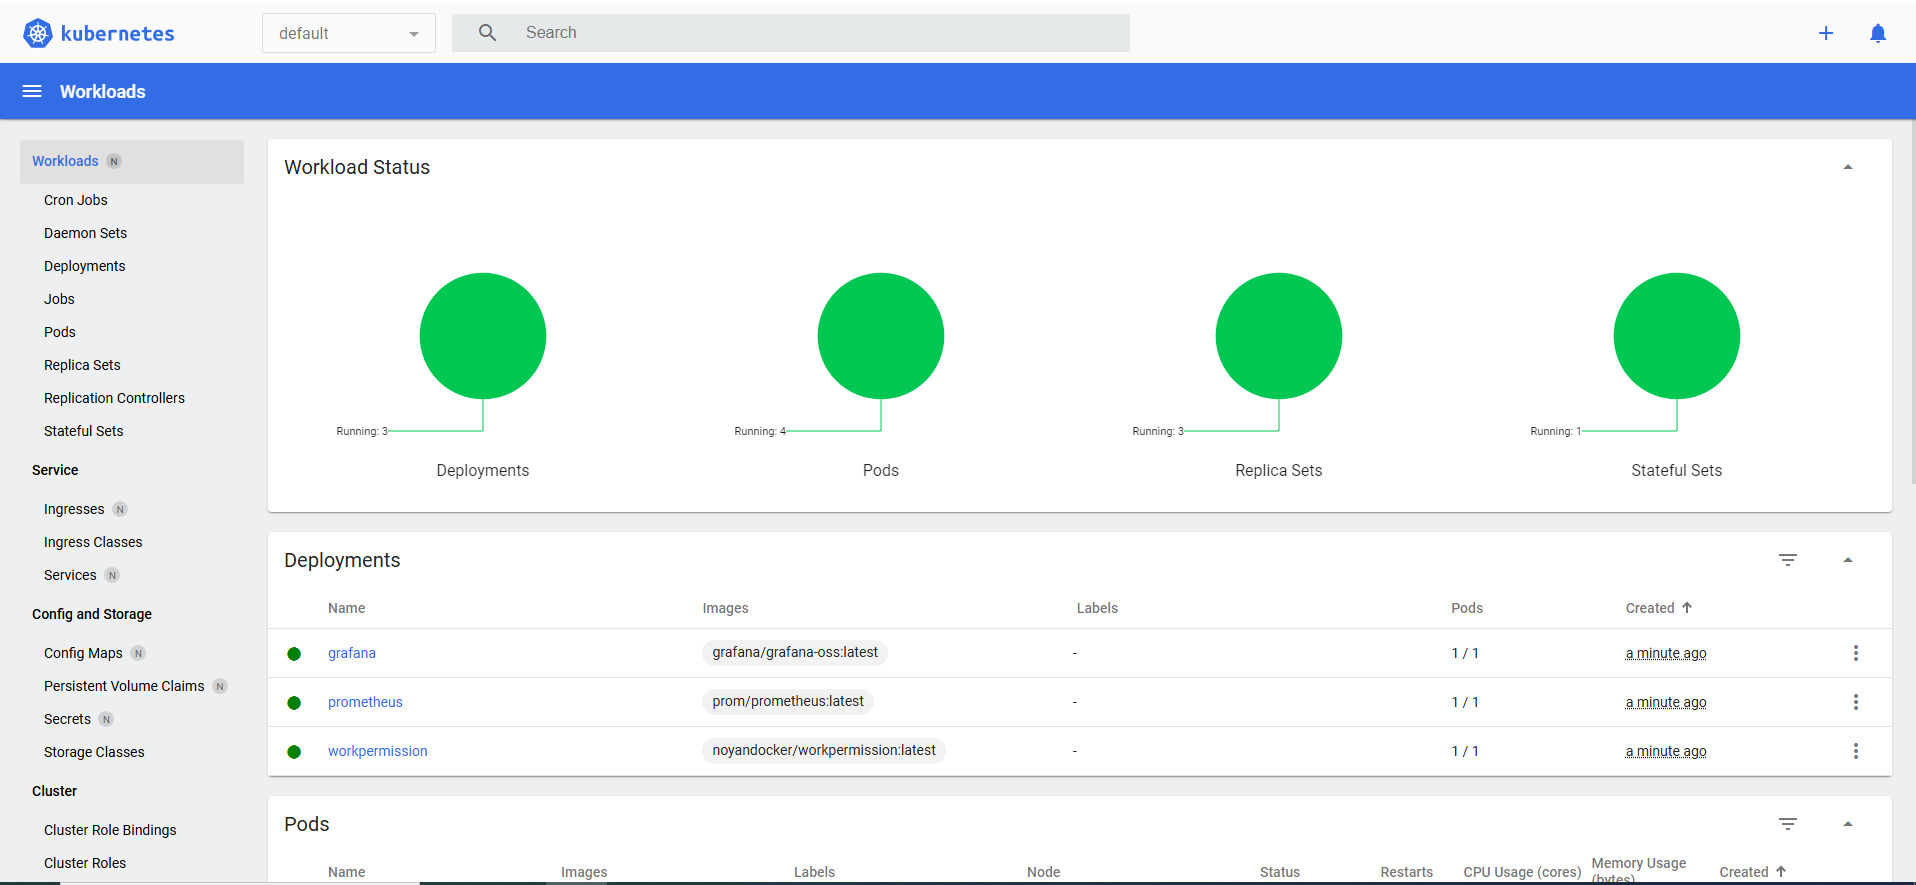 kubernetes
default
Search
Workloads
Workloads N
Cron Jobs
Daemon Sets
Deployments
Jobs
Pods
Replica Sets
Replication Controllers
Stateful Sets
Service
Ingresses N
Ingress Classes
Services N
Config and Storage
Config Maps N
Persistent Volume Claims N
Secrets N
Storage Classes
Cluster
Cluster Role Bindings
Cluster Roles
Workload Status
Running: 3
Deployments
Running: 4
Pods
Running: 3
Replica Sets
Running: 1
Stateful Sets
Deployments
Name Images Labels Pods Created
grafana grafana/grafana-oss:latest - 1 / 1 a minute ago
prometheus prom/prometheus:latest - 1 / 1 a minute ago
workpermission noyandocker/workpermission:latest - 1 / 1 a minute ago
Pods
Name Images Labels Node Status Restarts CPU Usage (cores) Memory Usage (bytes) Created